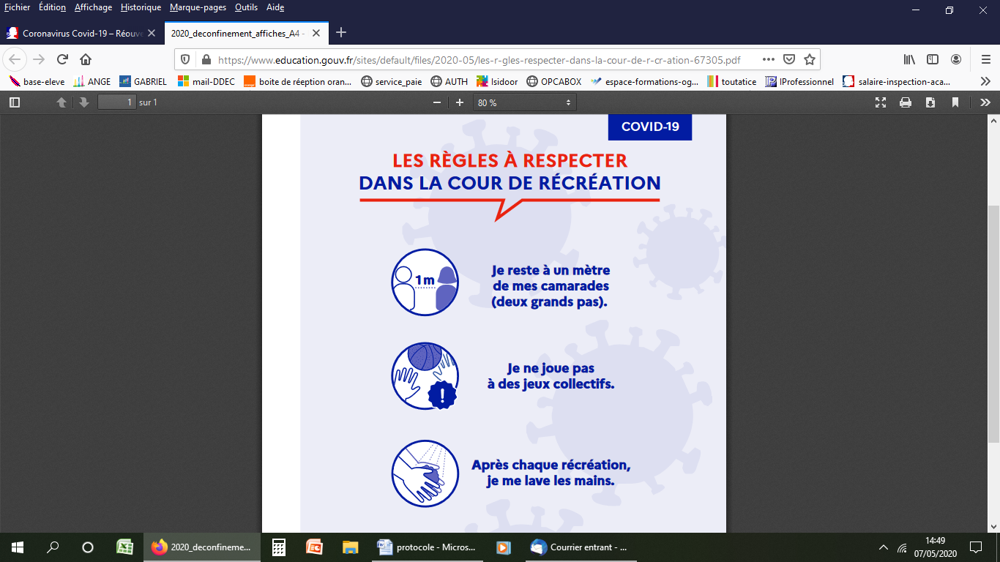 Fichier Édition Affichage Historique Marque-pages Outils Aide
Coronavirus Covid-19 – Réouve
2020_deconfinement_affiches_A4 -
https://www.education.gouv.fr/sites/default/files/2020-05/les-r-gles-respecter-dans-la-cour-de-r-cr-ation-67305.pdf
base-eleve ANGE GABRIEL mail-DDEC boite de réeption oran... service_paie AUTH Isidoor OPCABOX espace-formations-og... toutatice IProfessionnel salaire-inspection-aca...
1 sur 1 80 %
COVID-19
LES RÈGLES À RESPECTER
DANS LA COUR DE RÉCRÉATION
1 m
Je reste à un mètre
de mes camarades
(deux grands pas).
Je ne joue pas
à des jeux collectifs.
!
Après chaque récréation,
je me lave les mains.
2020_deconfineme... protocole - Micros... Courrier entrant - ...
14:49
07/05/2020